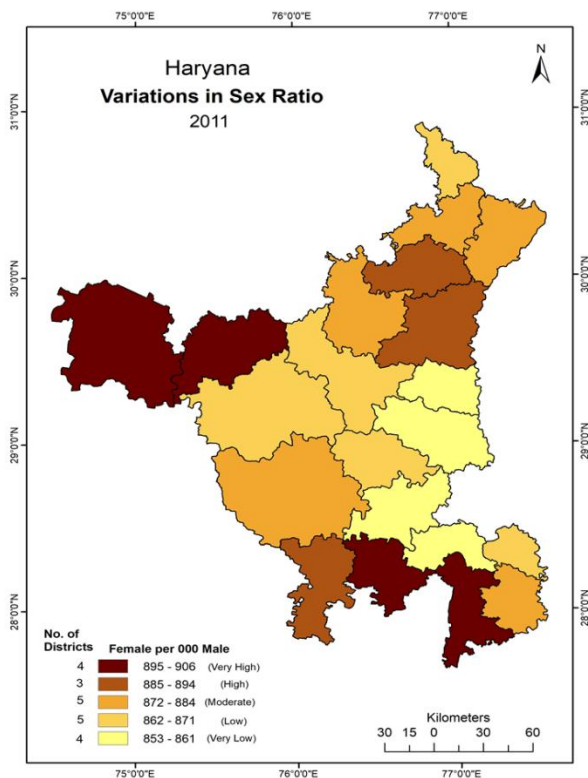 75°0'0"E 76°0'0"E 77°0'0"E
Haryana
Variations in Sex Ratio
2011
N
31°0'0"N 31°0'0"N
30°0'0"N 30°0'0"N
29°0'0"N 29°0'0"N
28°0'0"N 28°0'0"N
No. of
Districts Female per 000 Male
4 895 - 906 (Very High)
3 885 - 894 (High)
5 872 - 884 (Moderate)
5 862 - 871 (Low)
4 853 - 861 (Very Low)
Kilometers
30 15 0 30 60
75°0'0"E 76°0'0"E 77°0'0"E